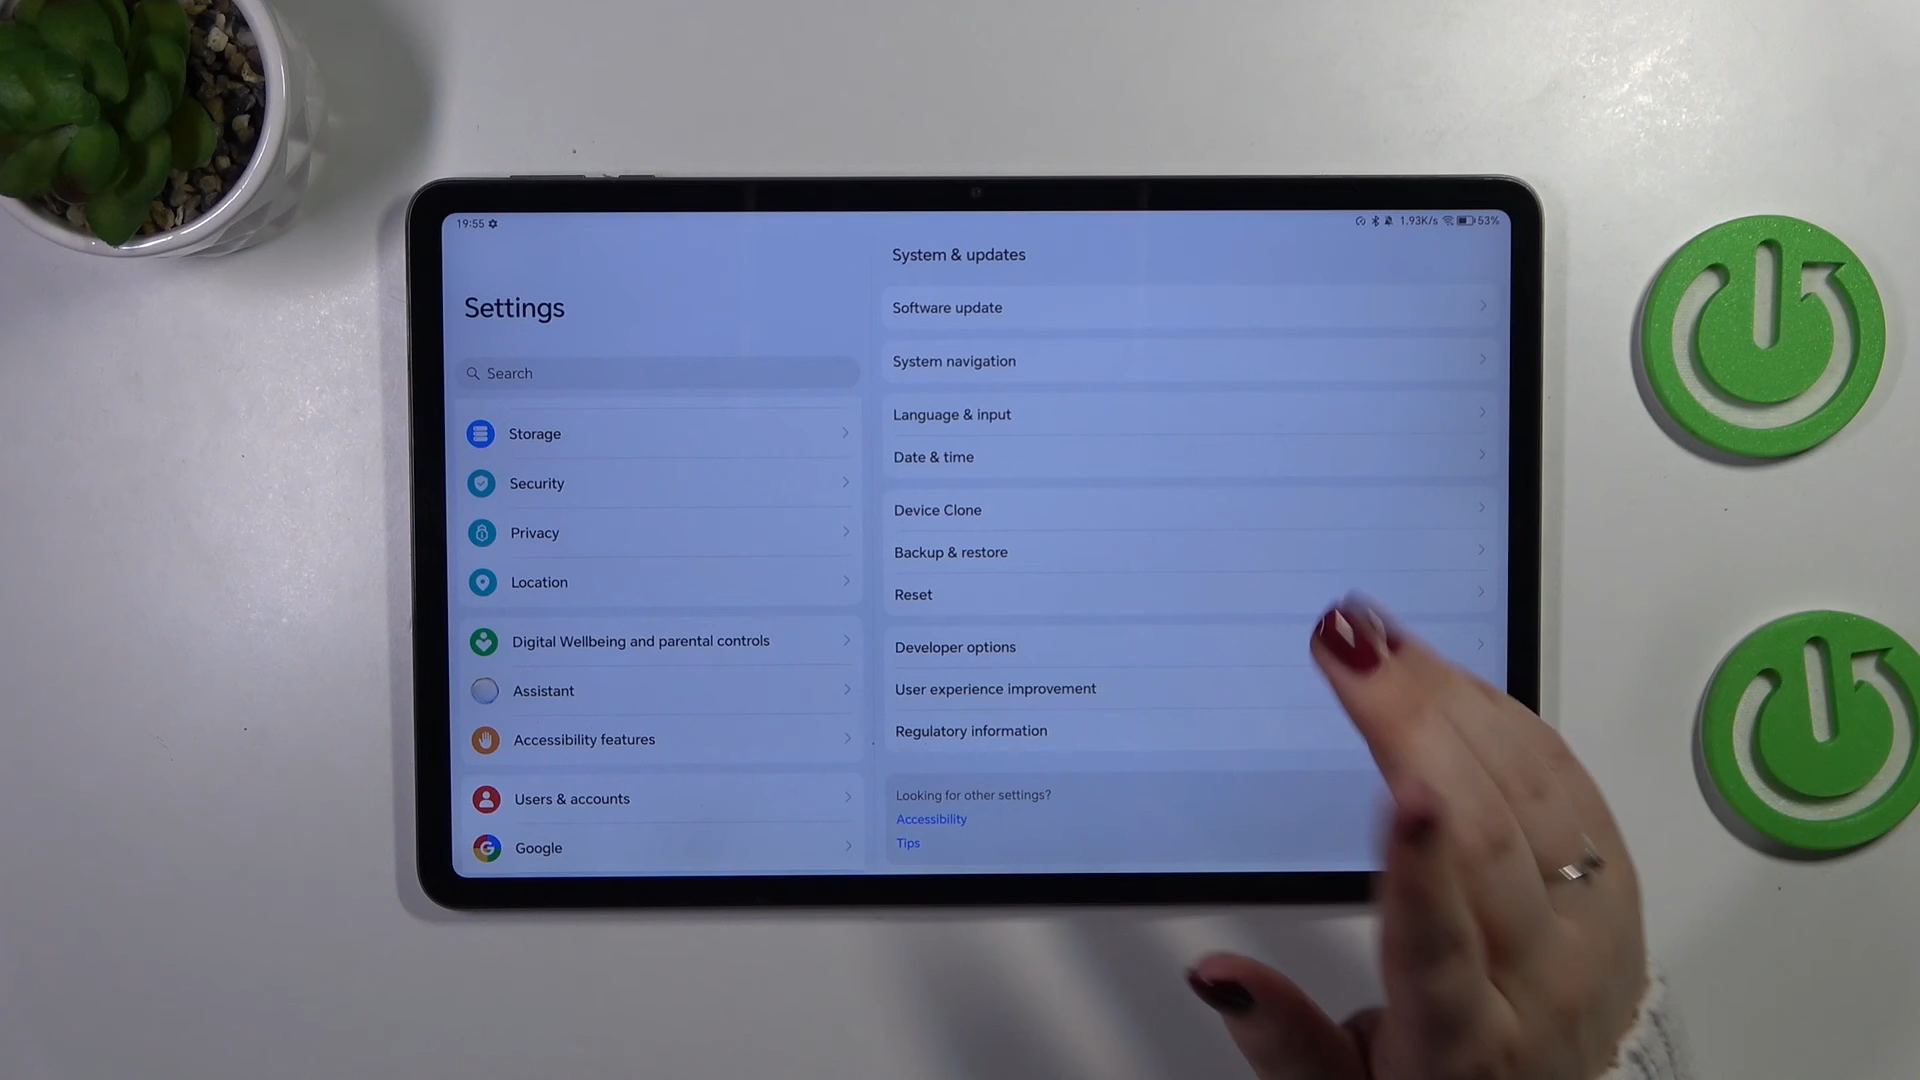 19:55
1.93K/s 53%
Settings
Search
Storage
Security
Privacy
Location
Digital Wellbeing and parental controls
Assistant
Accessibility features
Users & accounts
Google
System & updates
Software update
System navigation
Language & input
Date & time
Device Clone
Backup & restore
Reset
Developer options
User experience improvement
Regulatory information
Looking for other settings?
Accessibility
Tips